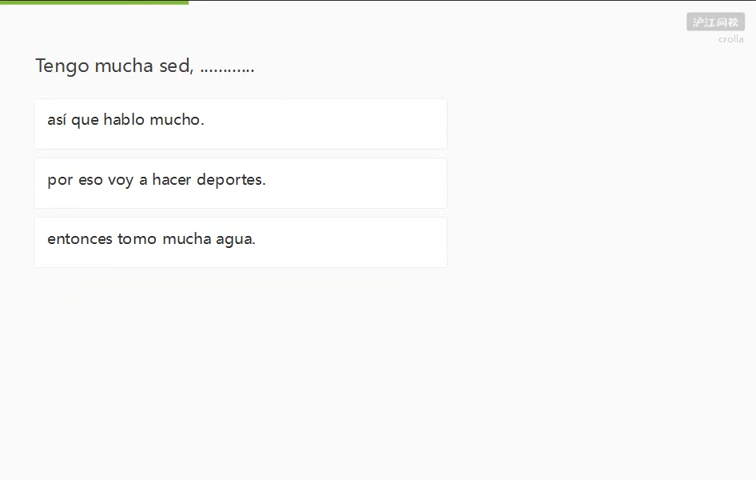 沪江网校
crolla
Tengo mucha sed, ............
así que hablo mucho.
por eso voy a hacer deportes.
entonces tomo mucha agua.